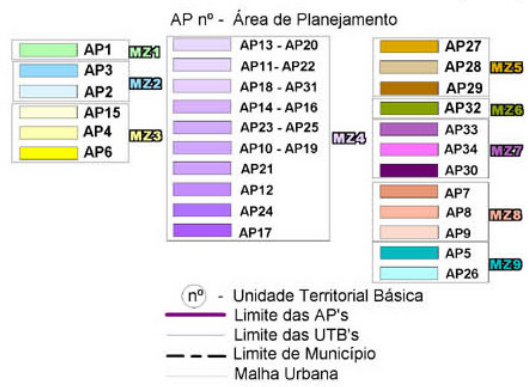 AP nº - Área de Planejamento
AP1
MZ1
AP3
AP2
MZ2
AP15
AP4
AP6
MZ3
AP13 - AP20
AP11- AP22
AP18 - AP31
AP14 - AP16
AP23 - AP25
AP10 - AP19
AP21
AP12
AP24
AP17
MZ4
AP27
AP28
AP29
MZ5
AP32
MZ6
AP33
AP34
AP30
MZ7
AP7
AP8
AP9
MZ8
AP5
AP26
MZ9
nº - Unidade Territorial Básica
Limite das AP's
Limite das UTB's
Limite de Município
Malha Urbana